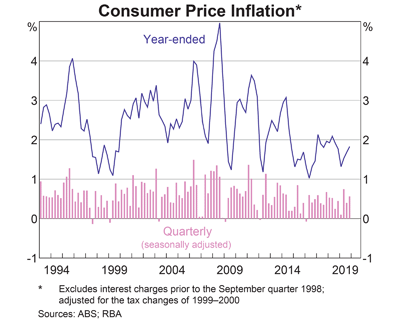 Consumer Price Inflation*
% %
Year-ended
4 4
3 3
2 2
1 1
Quarterly
(seasonally adjusted)
0 0
-1 -1
1994 1999 2004 2009 2014 2019
* Excludes interest charges prior to the September quarter 1998;
adjusted for the tax changes of 1999–2000
Sources: ABS; RBA